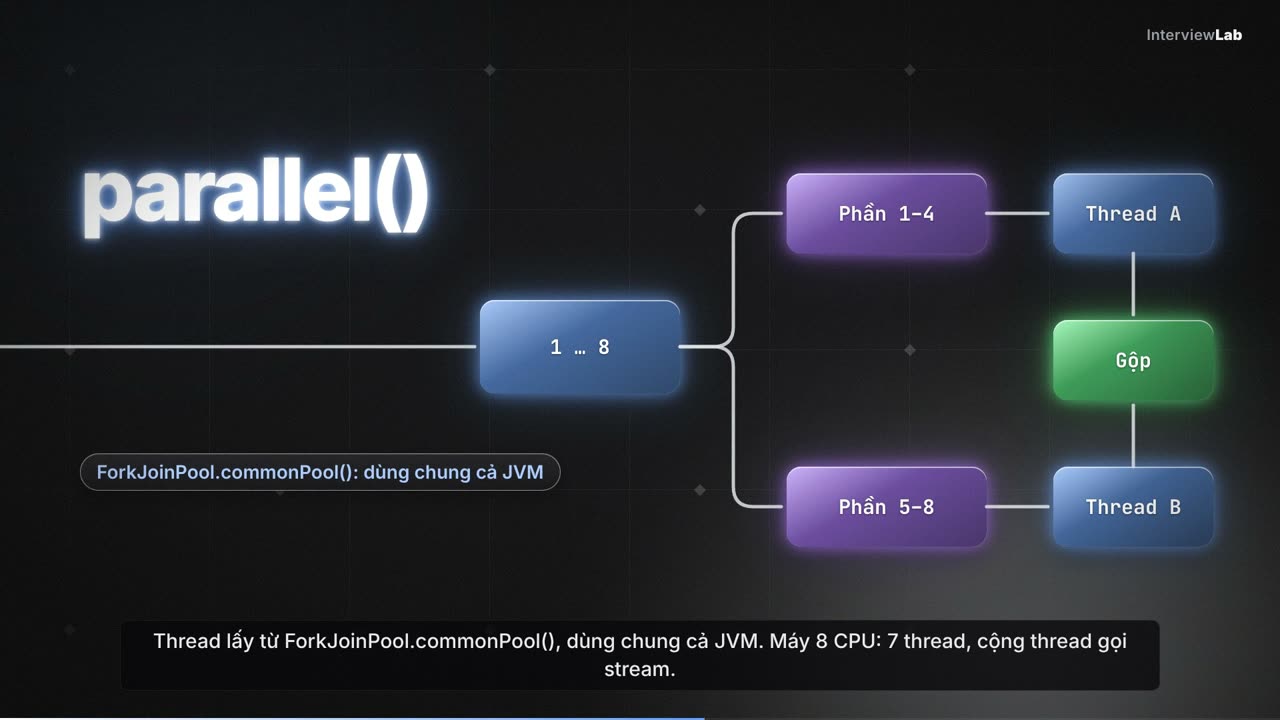 InterviewLab
parallel()
Phần 1–4
Thread A
1 … 8
Gộp
ForkJoinPool.commonPool(): dùng chung cả JVM
Phần 5–8
Thread B
Thread lấy từ ForkJoinPool.commonPool(), dùng chung cả JVM. Máy 8 CPU: 7 thread, cộng thread gọi
stream.